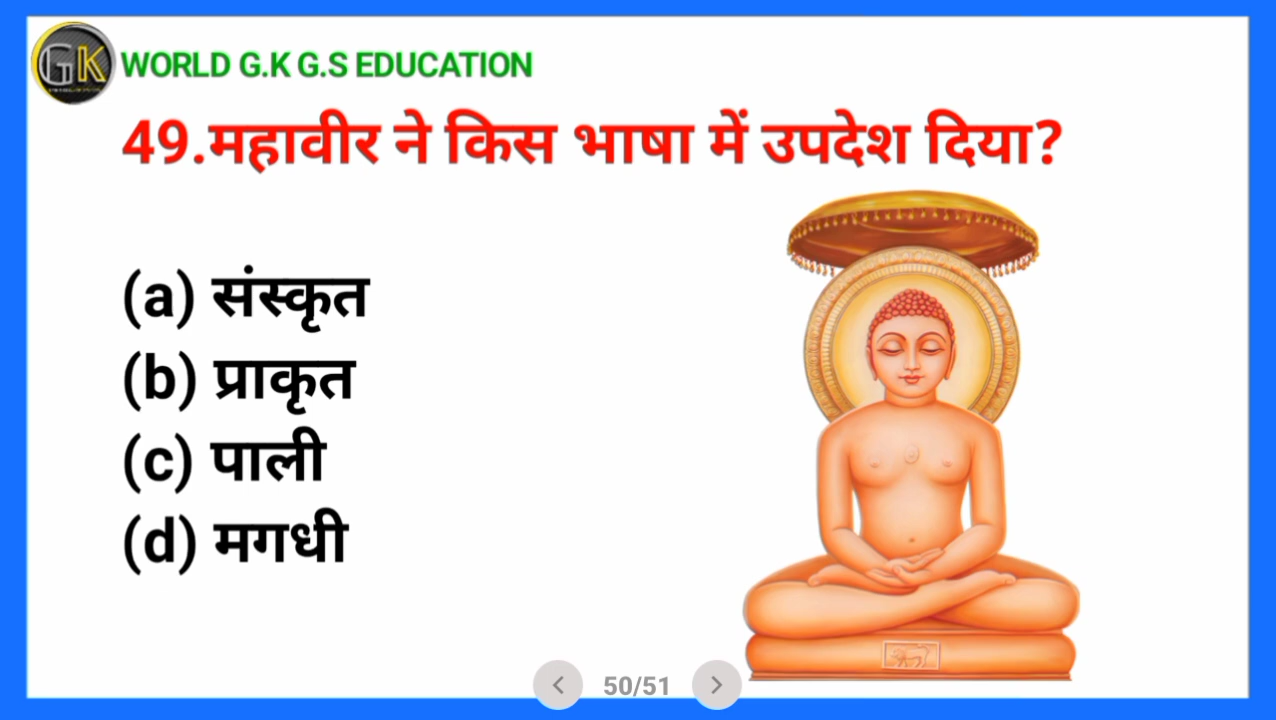 GK
WORLD G.K G.S EDUCATION
49.महावीर ने किस भाषा में उपदेश दिया?
(a) संस्कृत
(b) प्राकृत
(c) पाली
(d) मगधी
50/51